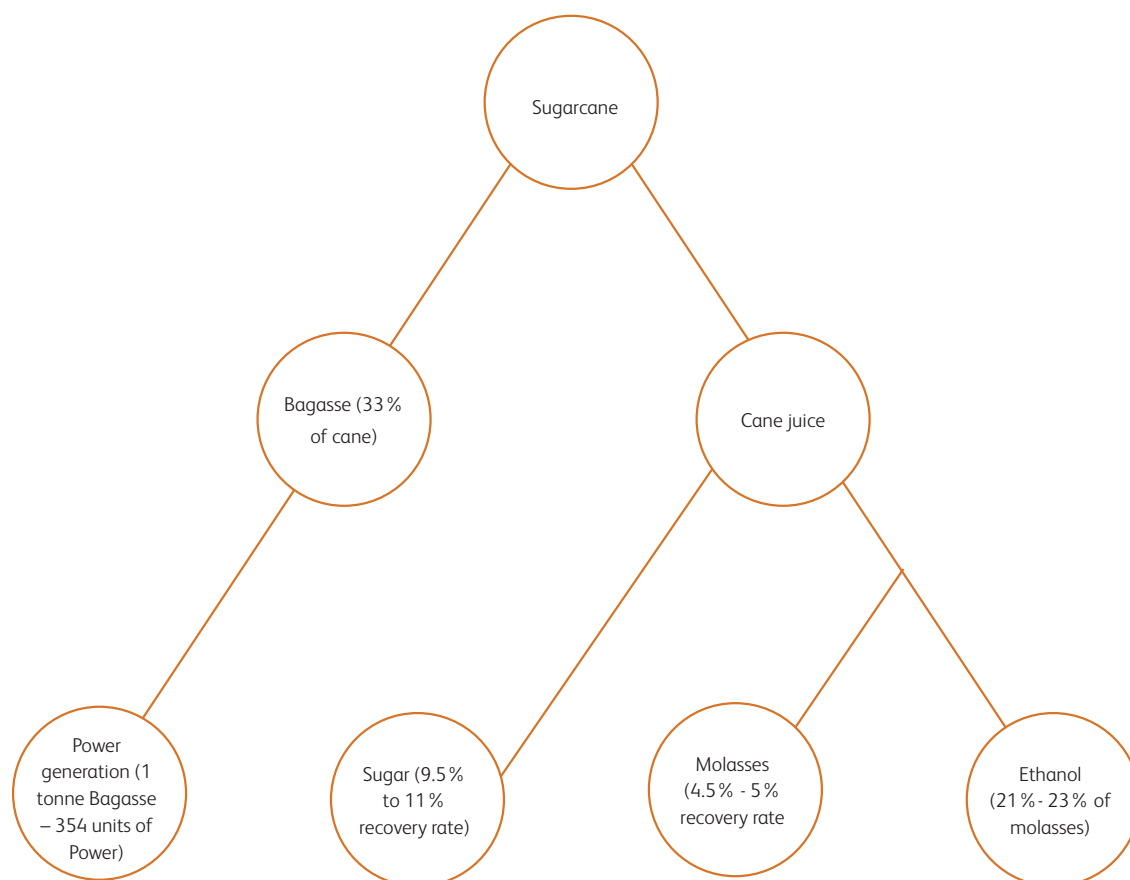 Sugarcane
Bagasse (33%
of cane)
Cane juice
Power
generation (1
tonne Bagasse
– 354 units of
Power)
Sugar (9.5%
to 11%
recovery rate)
Molasses
(4.5% - 5%
recovery rate
Ethanol
(21%- 23% of
molasses)